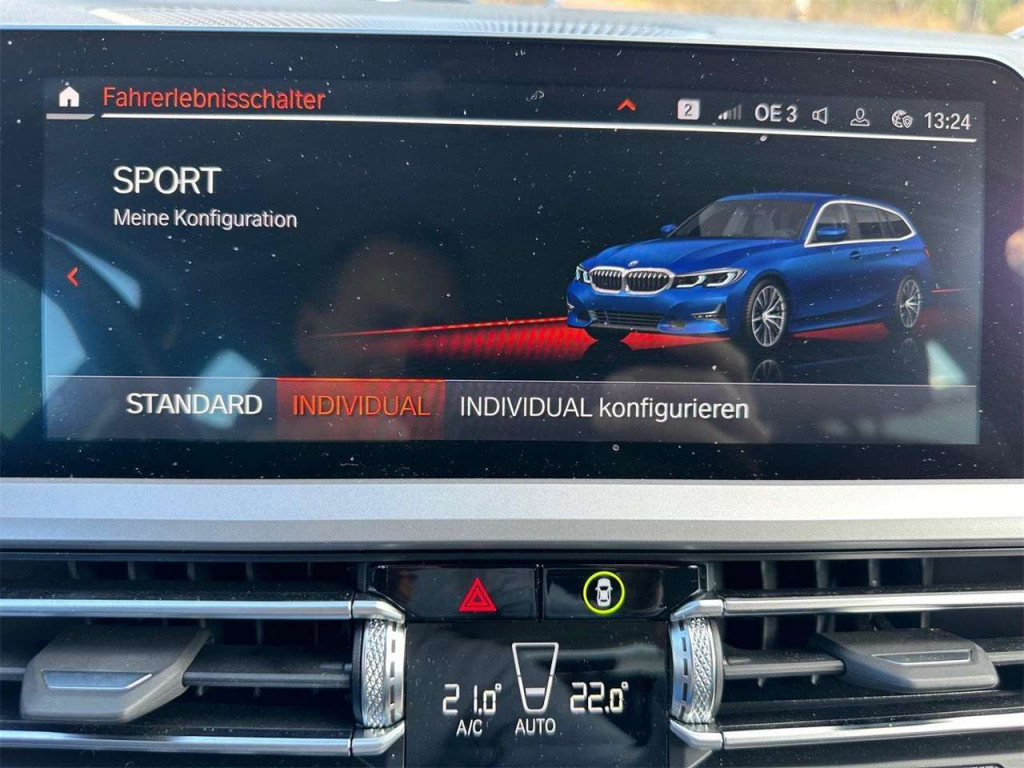 Fahrerlebnisschalter
2 OE 3 13:24
SPORT
Meine Konfiguration
STANDARD INDIVIDUAL INDIVIDUAL konfigurieren
21.0° 22.0°
A/C AUTO